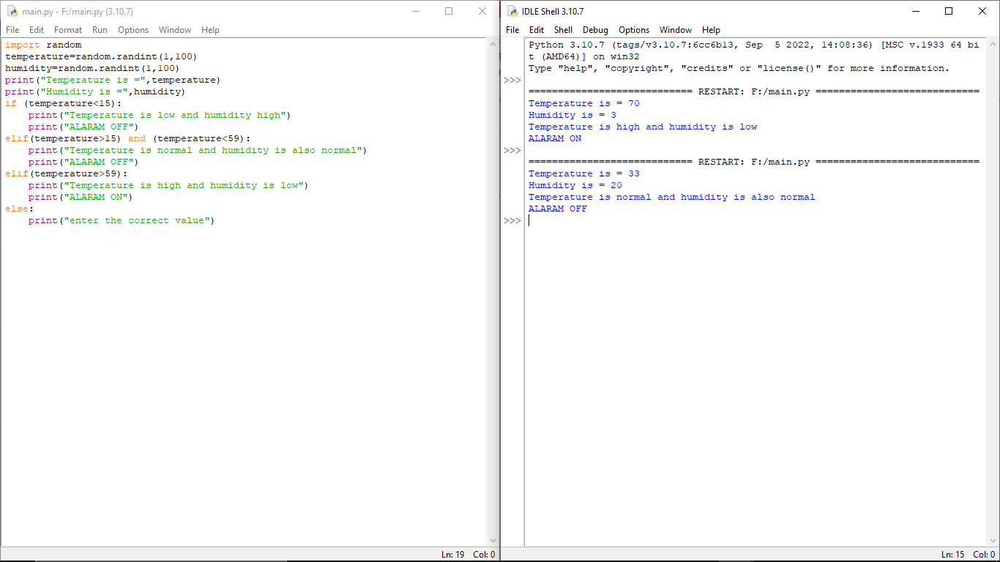 main.py - F:/main.py (3.10.7)
File Edit Format Run Options Window Help
import random
temperature=random.randint(1,100)
humidity=random.randint(1,100)
print("Temperature is =",temperature)
print("Humidity is =",humidity)
if (temperature<15):
    print("Temperature is low and humidity high")
    print("ALARAM OFF")
elif(temperature>15) and (temperature<59):
    print("Temperature is normal and humidity is also normal")
    print("ALARAM OFF")
elif(temperature>59):
    print("Temperature is high and humidity is low")
    print("ALARAM ON")
else:
    print("enter the correct value")
Ln: 19 Col: 0
IDLE Shell 3.10.7
File Edit Shell Debug Options Window Help
Python 3.10.7 (tags/v3.10.7:6cc6b13, Sep  5 2022, 14:08:36) [MSC v.1933 64 bi
t (AMD64)] on win32
Type "help", "copyright", "credits" or "license()" for more information.
>>>
============================ RESTART: F:/main.py ============================
Temperature is = 70
Humidity is = 3
Temperature is high and humidity is low
ALARAM ON
>>>
============================ RESTART: F:/main.py ============================
Temperature is = 33
Humidity is = 20
Temperature is normal and humidity is also normal
ALARAM OFF
>>>
Ln: 15 Col: 0